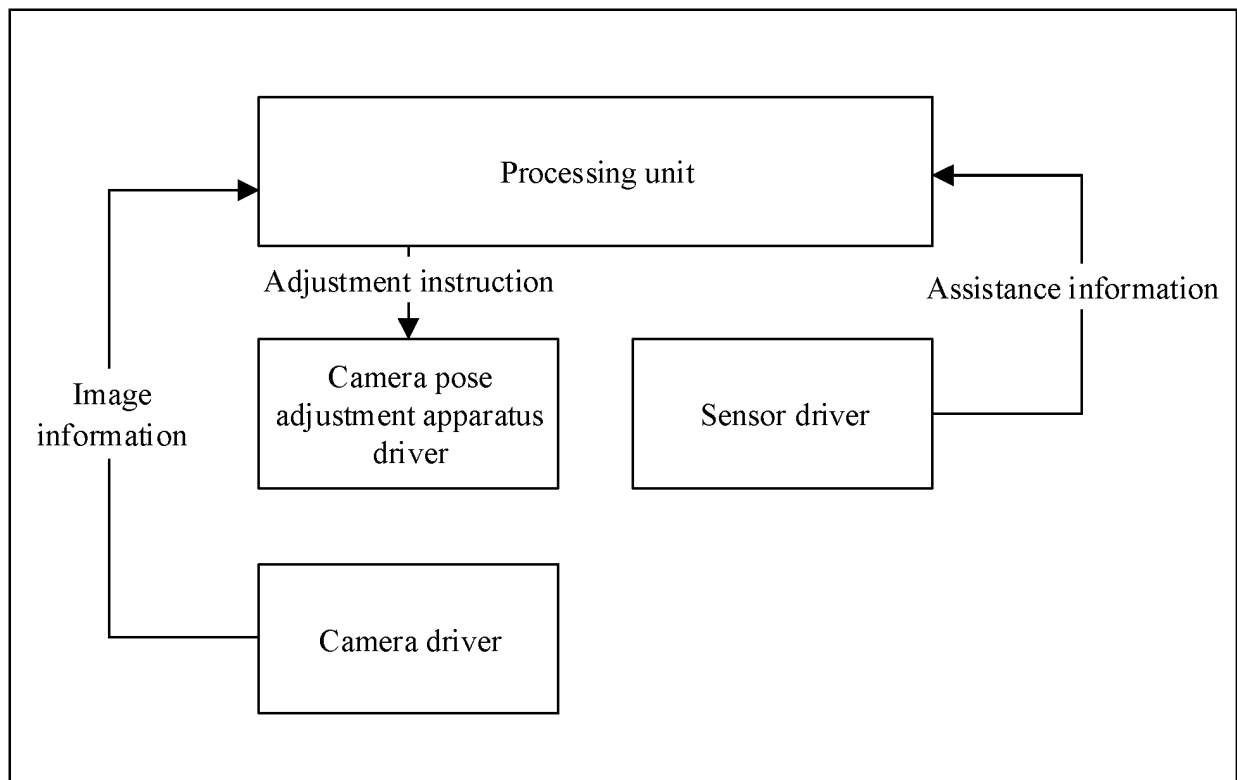 Processing unit
Adjustment instruction
Assistance information
Camera pose
adjustment apparatus
driver
Sensor driver
Image
information
Camera driver